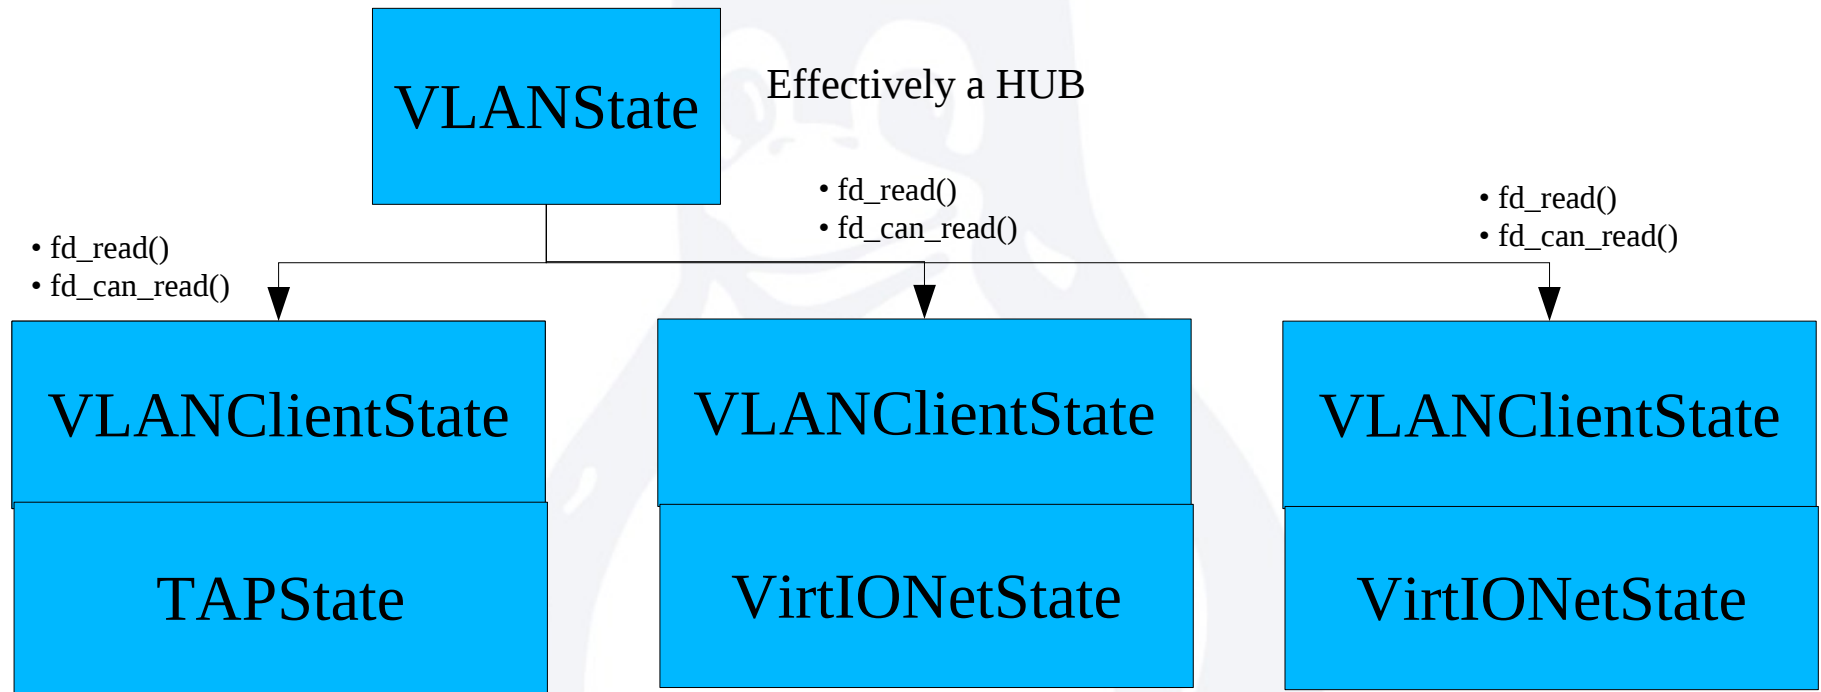 VLANState
Effectively a HUB
• fd_read()
• fd_can_read()
• fd_read()
• fd_can_read()
• fd_read()
• fd_can_read()
VLANClientState
VLANClientState
VLANClientState
TAPState
VirtIONetState
VirtIONetState